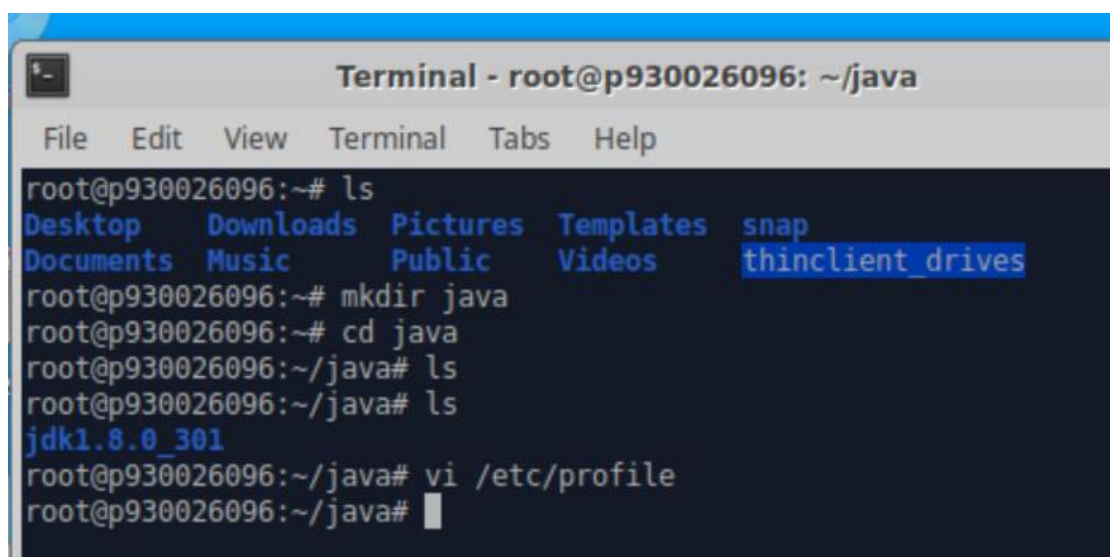 Terminal - root@p930026096: ~/java
File Edit View Terminal Tabs Help
root@p930026096:~# ls
Desktop Downloads Pictures Templates snap
Documents Music Public Videos thinclient_drives
root@p930026096:~# mkdir java
root@p930026096:~# cd java
root@p930026096:~/java# ls
root@p930026096:~/java# ls
jdk1.8.0_301
root@p930026096:~/java# vi /etc/profile
root@p930026096:~/java#